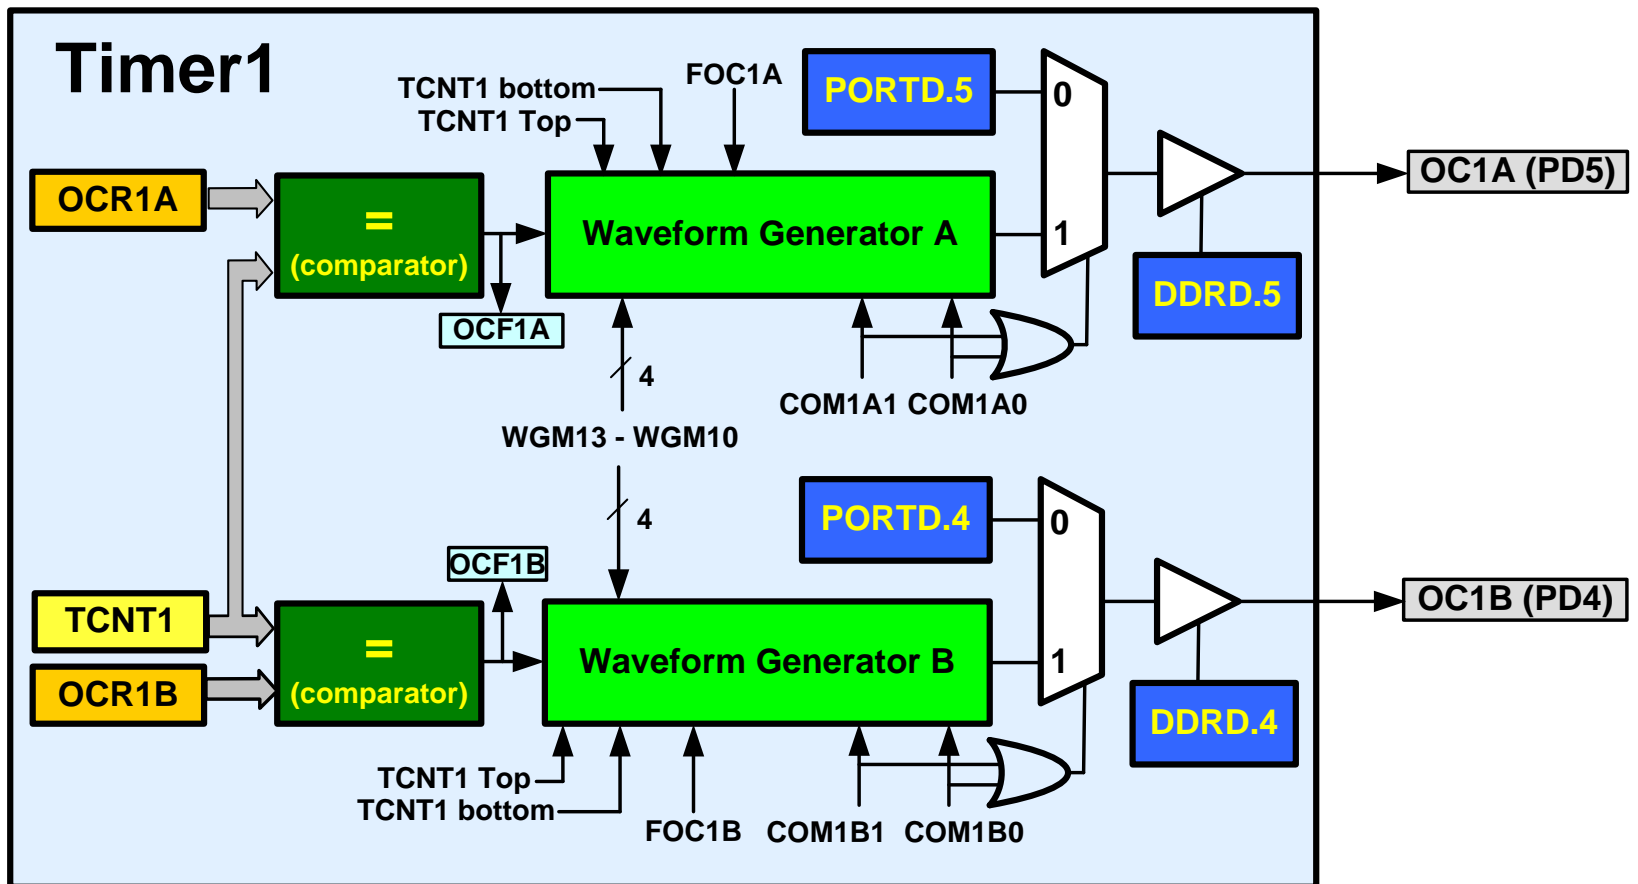 Timer1
TCNT1 bottom
TCNT1 Top
FOC1A
PORTD.5
0
1
OCR1A
=
(comparator)
Waveform Generator A
OC1A (PD5)
DDRD.5
OCF1A
4
COM1A1 COM1A0
WGM13 - WGM10
4
PORTD.4
0
1
OCF1B
TCNT1
OCR1B
=
(comparator)
Waveform Generator B
OC1B (PD4)
DDRD.4
TCNT1 Top
TCNT1 bottom
FOC1B
COM1B1 COM1B0